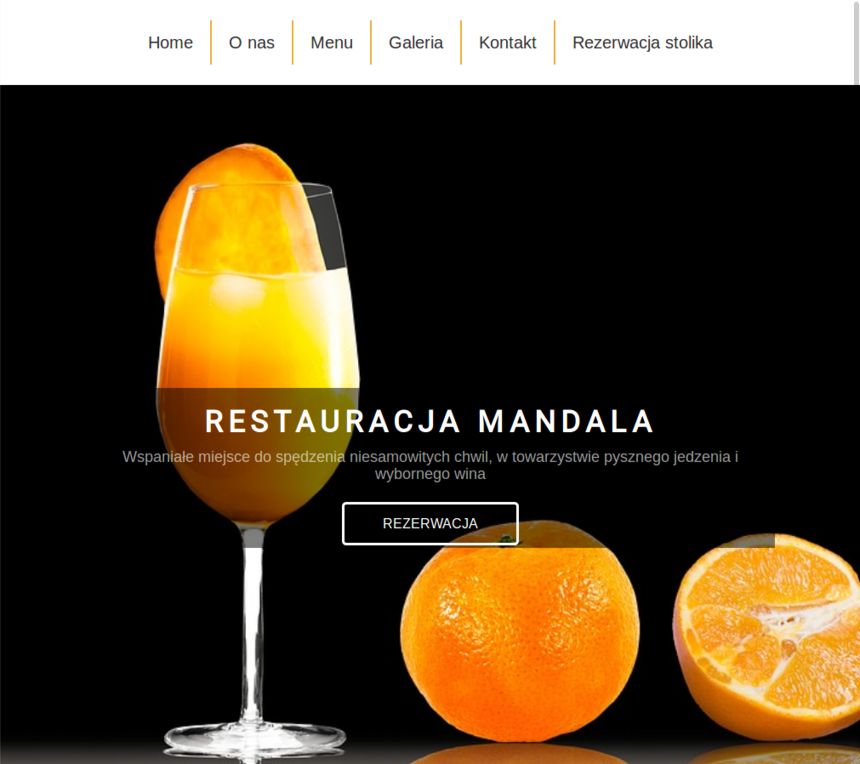 Home O nas Menu Galeria Kontakt Rezerwacja stolika
RESTAURACJA MANDALA
Wspaniałe miejsce do spędzenia niesamowitych chwil, w towarzystwie pysznego jedzenia i
wybornego wina
REZERWACJA